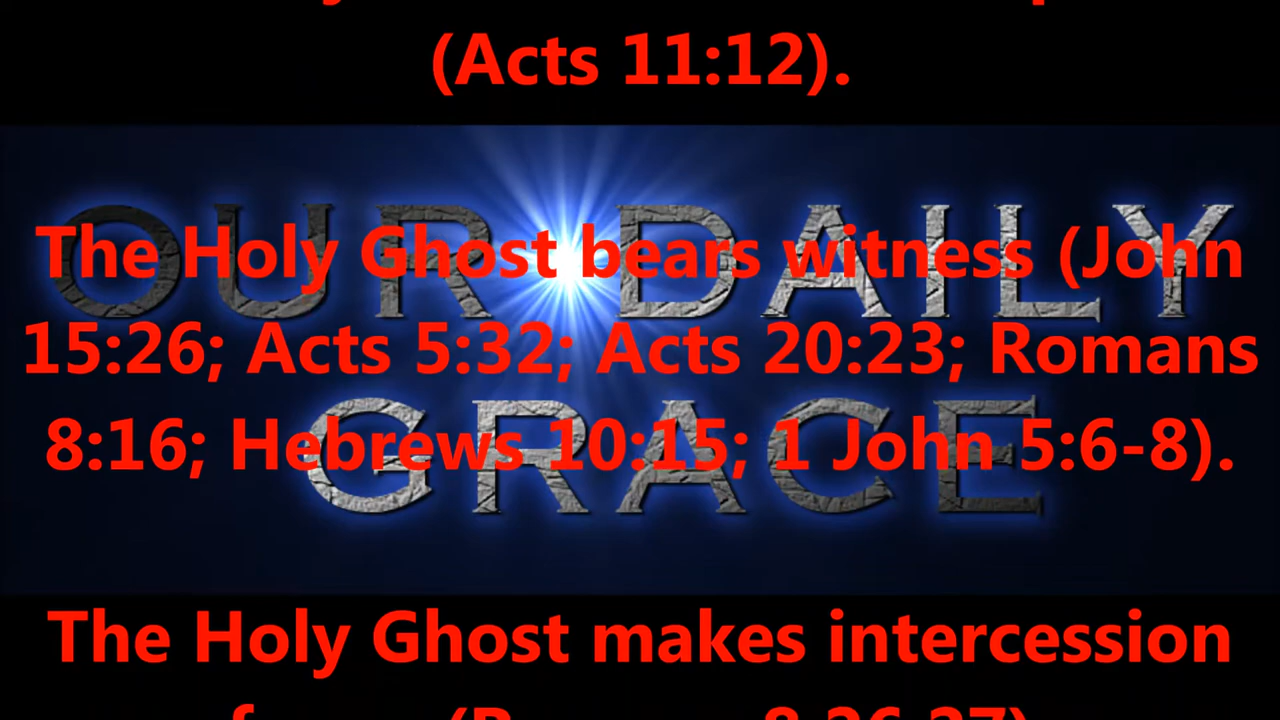 (Acts 11:12).
OUR DAILY
The Holy Ghost bears witness (John
15:26; Acts 5:32; Acts 20:23; Romans
GRACE
8:16; Hebrews 10:15; 1 John 5:6-8).
The Holy Ghost makes intercession